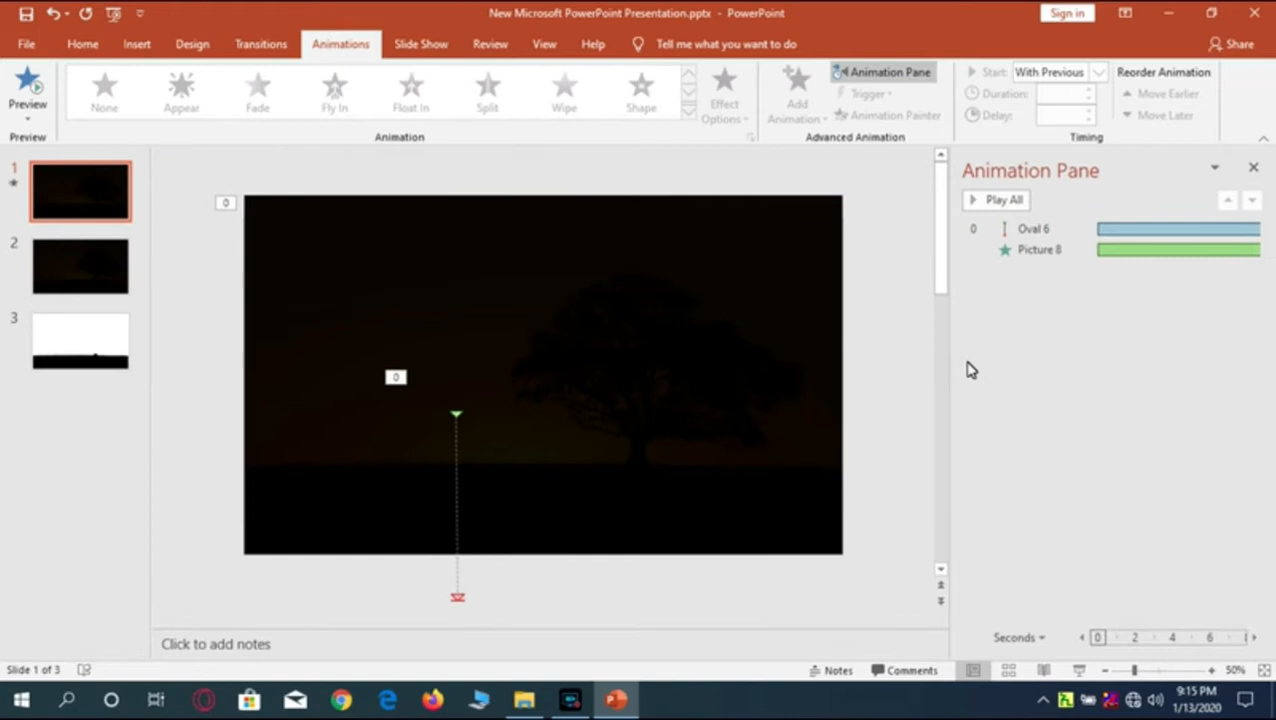 New Microsoft PowerPoint Presentation.pptx - PowerPoint
Sign in
File Home Insert Design Transitions Animations Slide Show Review View Help Tell me what you want to do Share
Preview
None Appear Fade Fly In Float In Split Wipe Shape
Effect Options
Add Animation
Animation Pane
Trigger
Animation Painter
Start: With Previous
Duration:
Delay:
Reorder Animation
Move Earlier
Move Later
Preview Animation Advanced Animation Timing
1
2
3
0
0
Animation Pane
Play All
0 Oval 6
Picture 8
Seconds 0 2 4 6
Click to add notes
Slide 1 of 3 Notes Comments 50%
9:15 PM
1/13/2020